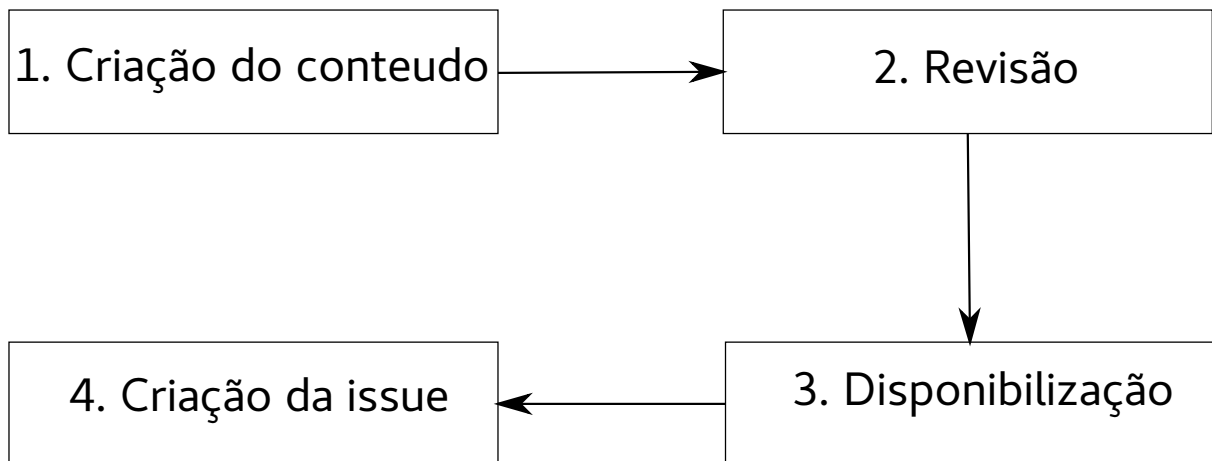 1. Criação do conteudo
2. Revisão
3. Disponibilização
4. Criação da issue